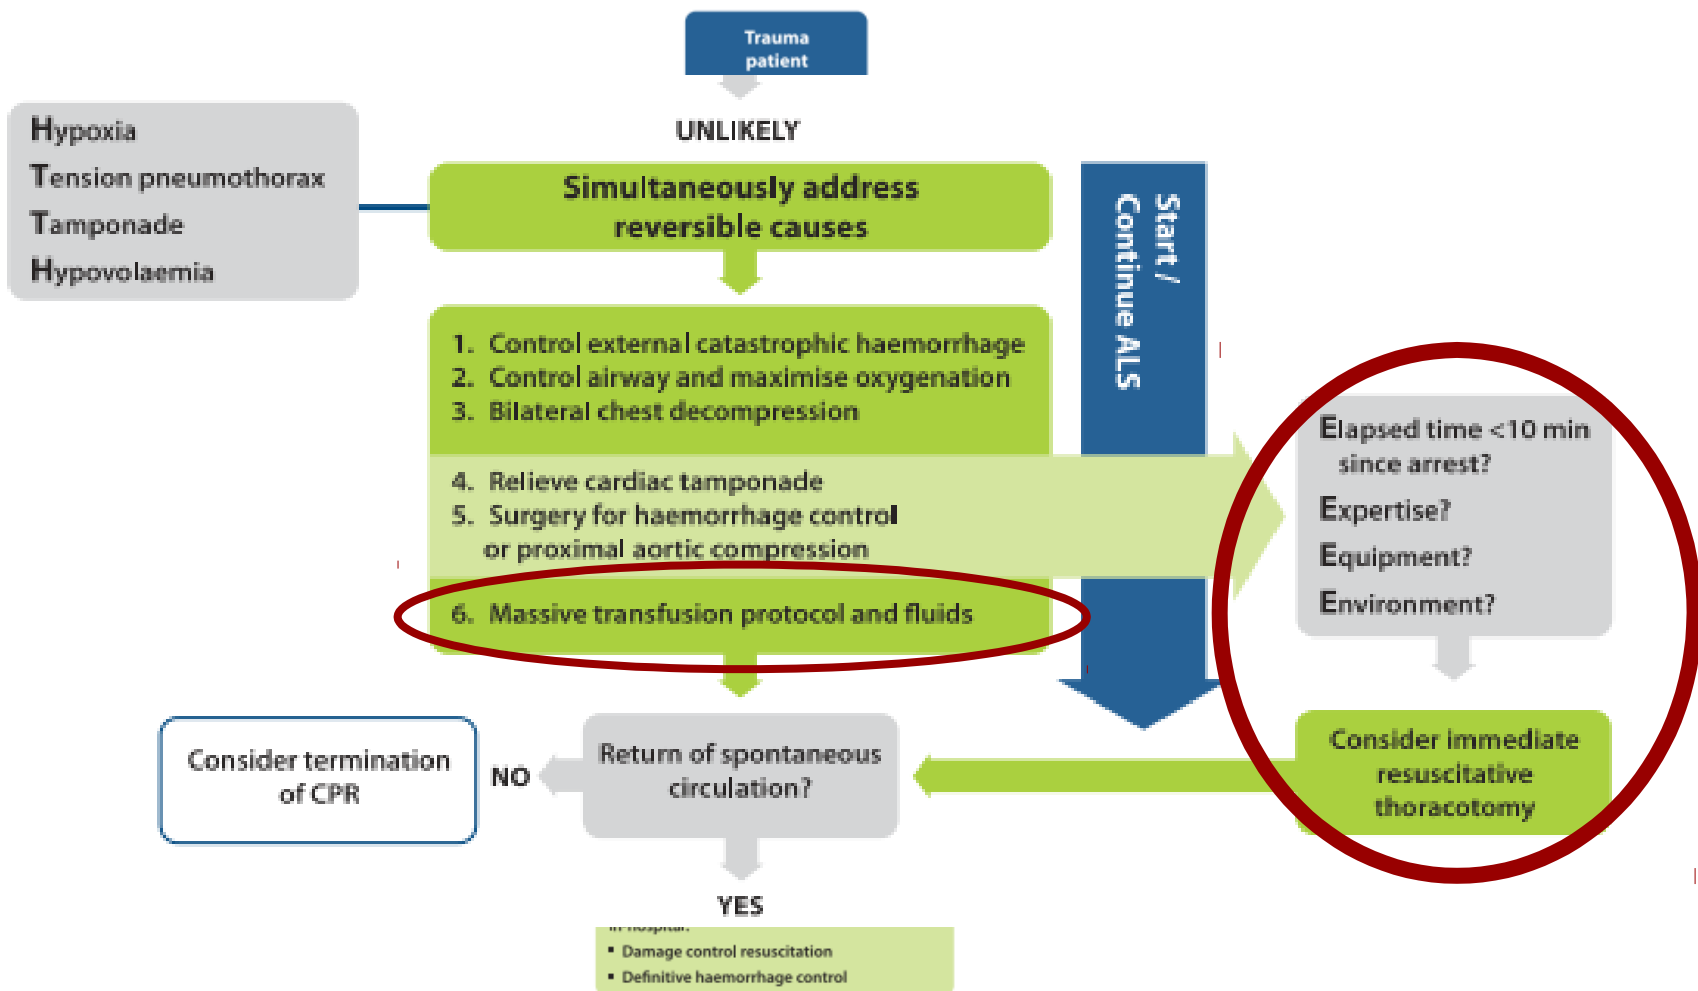 Trauma
patient
UNLIKELY
Hypoxia
Tension pneumothorax
Tamponade
Hypovolaemia
Simultaneously address
reversible causes
Start /
Continue ALS
1. Control external catastrophic haemorrhage
2. Control airway and maximise oxygenation
3. Bilateral chest decompression
4. Relieve cardiac tamponade
5. Surgery for haemorrhage control
or proximal aortic compression
6. Massive transfusion protocol and fluids
Elapsed time <10 min
since arrest?
Expertise?
Equipment?
Environment?
Consider immediate
resuscitative
thoracotomy
Return of spontaneous
circulation?
NO
Consider termination
of CPR
YES
in-hospital:
▪ Damage control resuscitation
▪ Definitive haemorrhage control